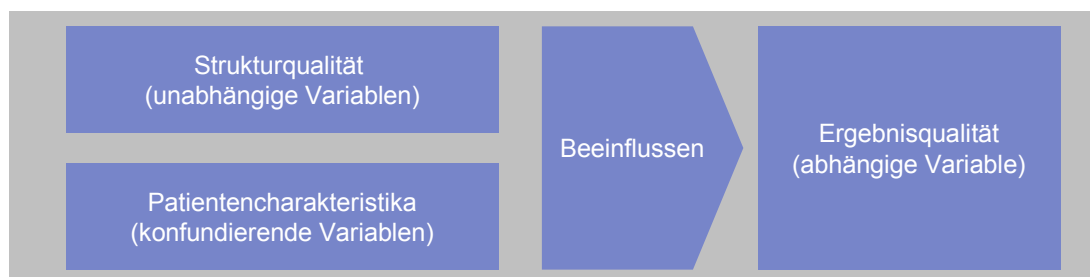 Strukturqualität
(unabhängige Variablen)
Patientencharakteristika
(konfundierende Variablen)
Beeinflussen
Ergebnisqualität
(abhängige Variable)